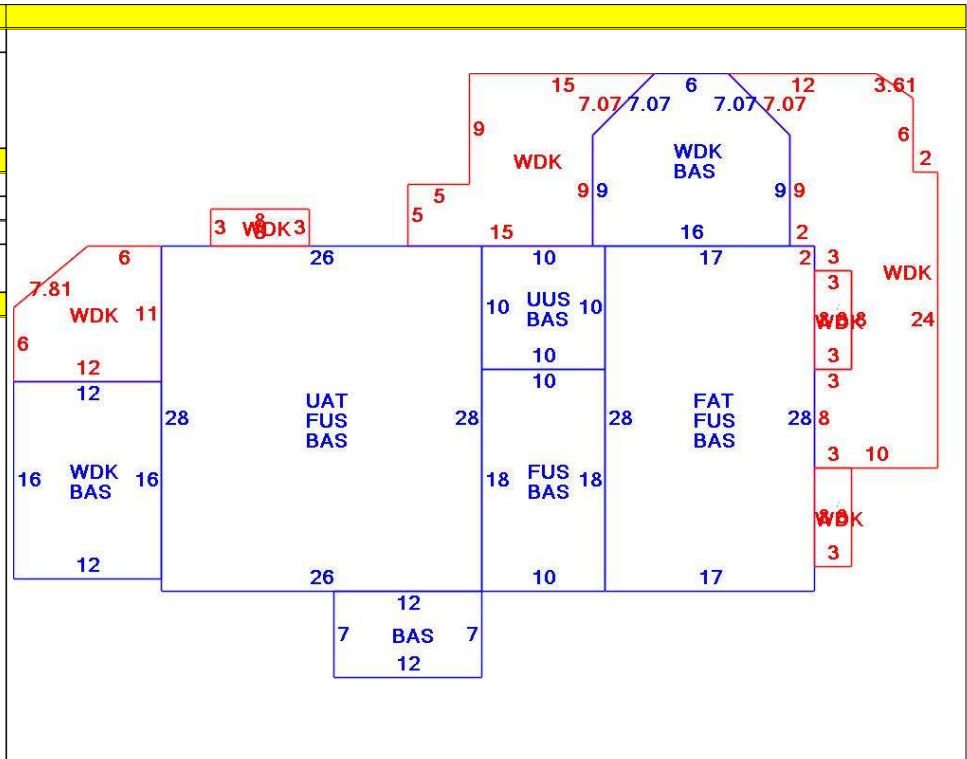 15 6 12 3.61
7.07 7.07 7.07 7.07
9 6
WDK WDK
BAS 2
5 9 9 9 9
3 WDK 3 5
15 16 2
6 26 10 17 2 3
7.81 3 WDK
WDK 11 10 UUS 10
BAS 24
6 WDK
12 10 3
12 10 3
28 UAT 28 28 FAT 28 8
FUS FUS
BAS BAS
3 10
16 WDK 16 18 FUS 18
BAS BAS
WDK
12 3
26 10 17
12
7 BAS 7
12